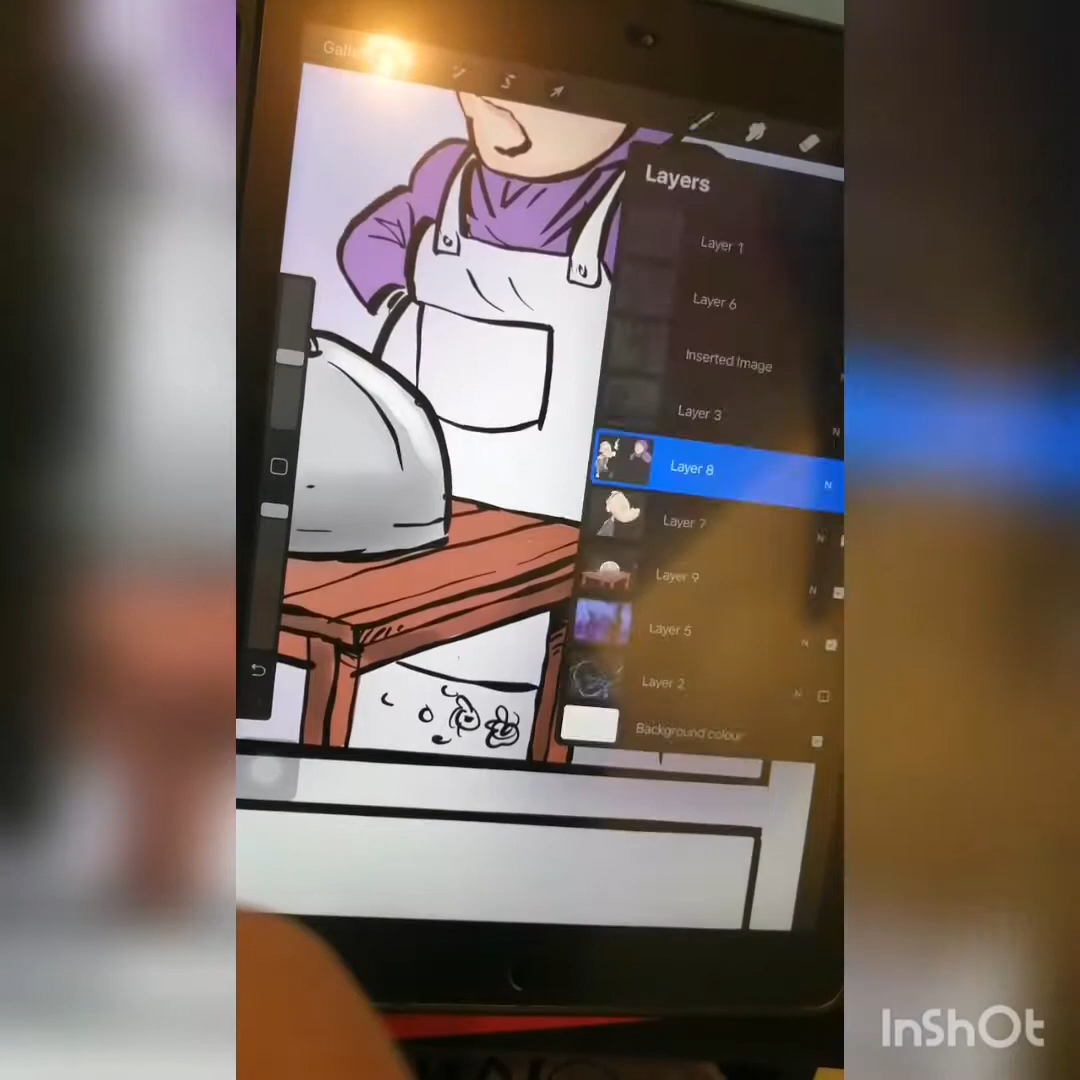 Layers
Layer 1
Layer 6
Inserted Image
Layer 3
N
Layer 8
N
Layer 7
N
Layer 9
N
Layer 5
N
Layer 2
N
Background colour
InShOt